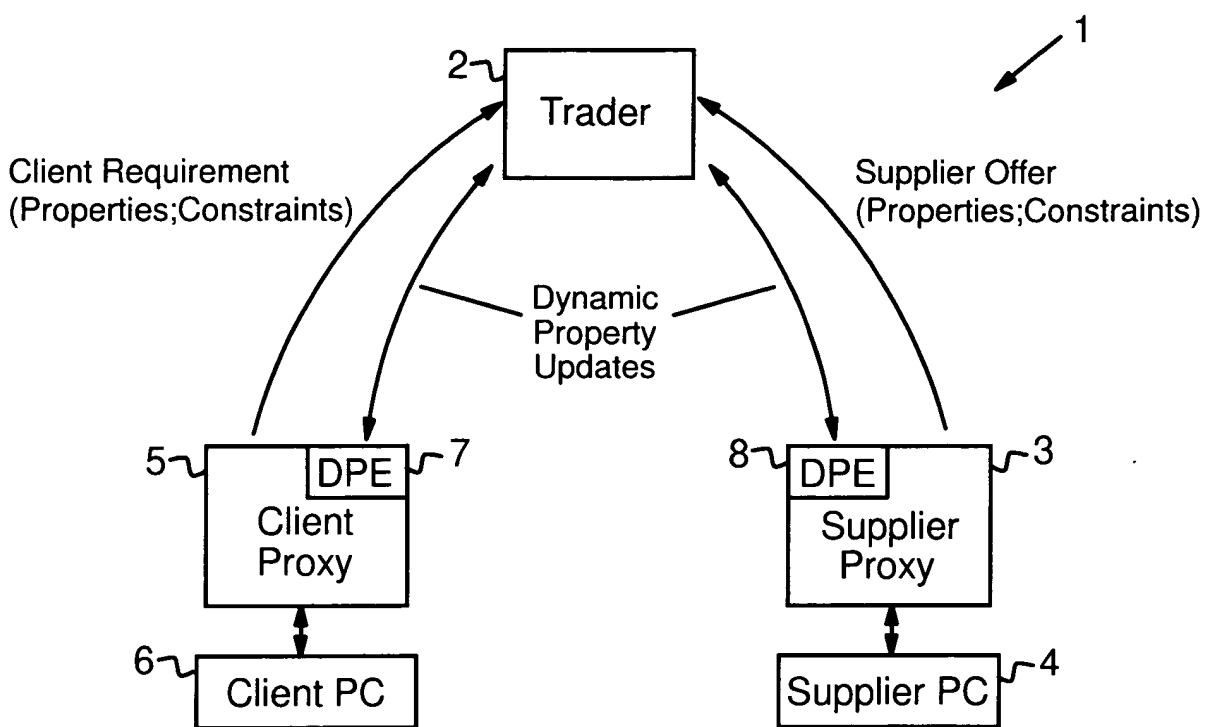 1
2
Trader
Client Requirement
(Properties;Constraints)
Supplier Offer
(Properties;Constraints)
Dynamic
Property
Updates
5
DPE
7
Client
Proxy
8
DPE
3
Supplier
Proxy
6
Client PC
Supplier PC
4